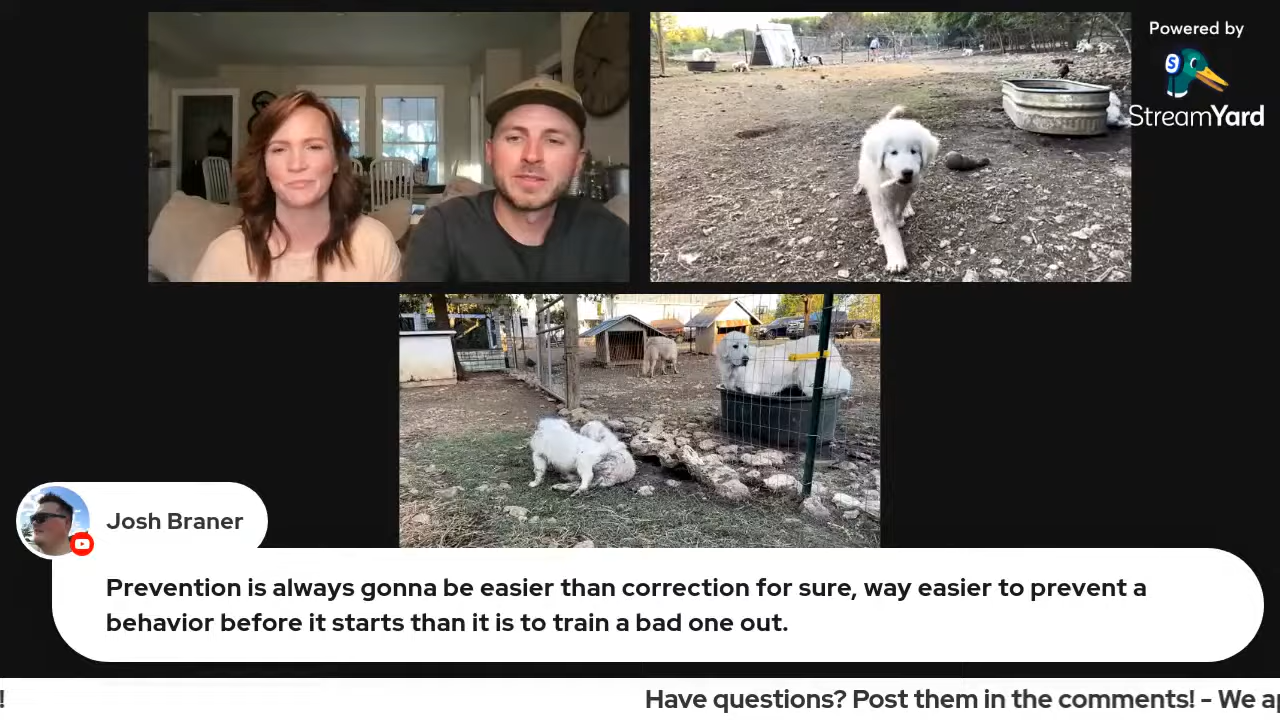 Powered by
StreamYard
Josh Braner
Prevention is always gonna be easier than correction for sure, way easier to prevent a
behavior before it starts than it is to train a bad one out.
! Have questions? Post them in the comments! - We ap